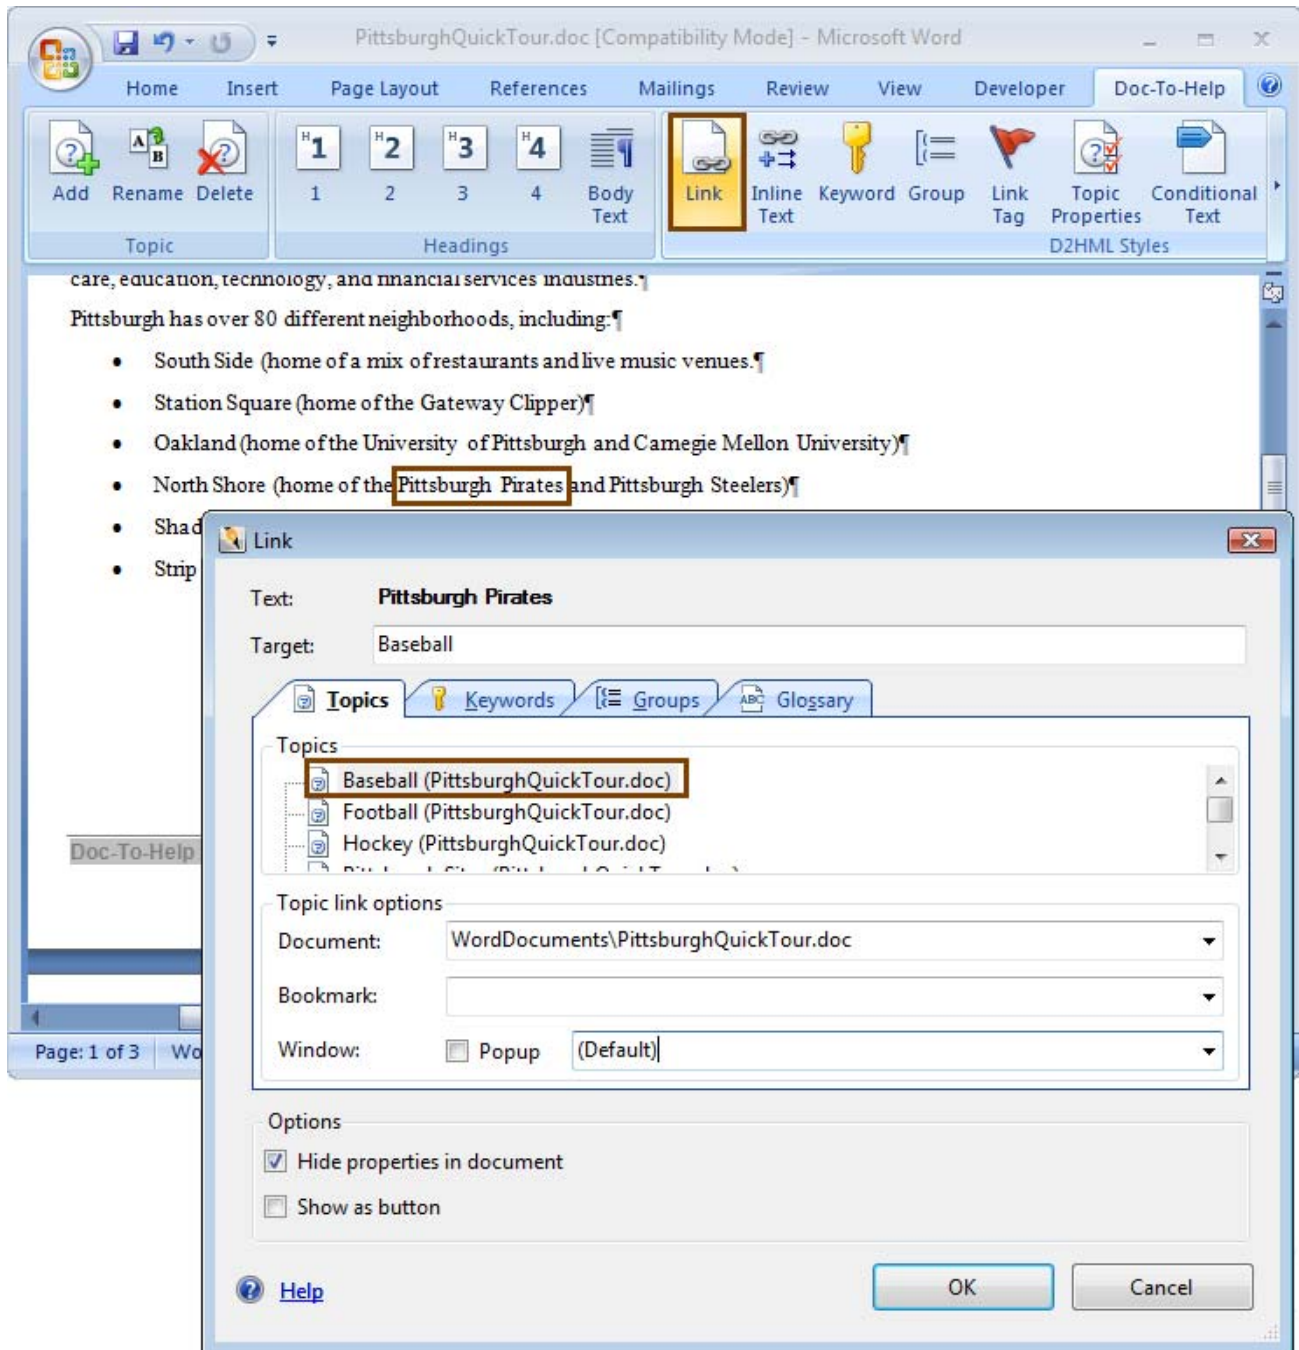 PittsburghQuickTour.doc [Compatibility Mode] - Microsoft Word
Home Insert Page Layout References Mailings Review View Developer Doc-To-Help
A B H1 H2 H3 H4
Add Rename Delete 1 2 3 4 Body Text Link Inline Text Keyword Group Link Tag Topic Properties Conditional Text
Topic Headings D2HML Styles
care, education, technology, and financial services industries.¶
Pittsburgh has over 80 different neighborhoods, including:¶
• South Side (home of a mix of restaurants and live music venues.¶
• Station Square (home of the Gateway Clipper)¶
• Oakland (home of the University of Pittsburgh and Carnegie Mellon University)¶
• North Shore (home of the Pittsburgh Pirates and Pittsburgh Steelers)¶
• Shad
• Strip
Doc-To-Help
Page: 1 of 3 Wo
Link
Text: Pittsburgh Pirates
Target: Baseball
Topics Keywords Groups ABC Glossary
Topics
Baseball (PittsburghQuickTour.doc)
Football (PittsburghQuickTour.doc)
Hockey (PittsburghQuickTour.doc)
Topic link options
Document: WordDocuments\PittsburghQuickTour.doc
Bookmark:
Window: Popup (Default)
Options
Hide properties in document
Show as button
Help OK Cancel